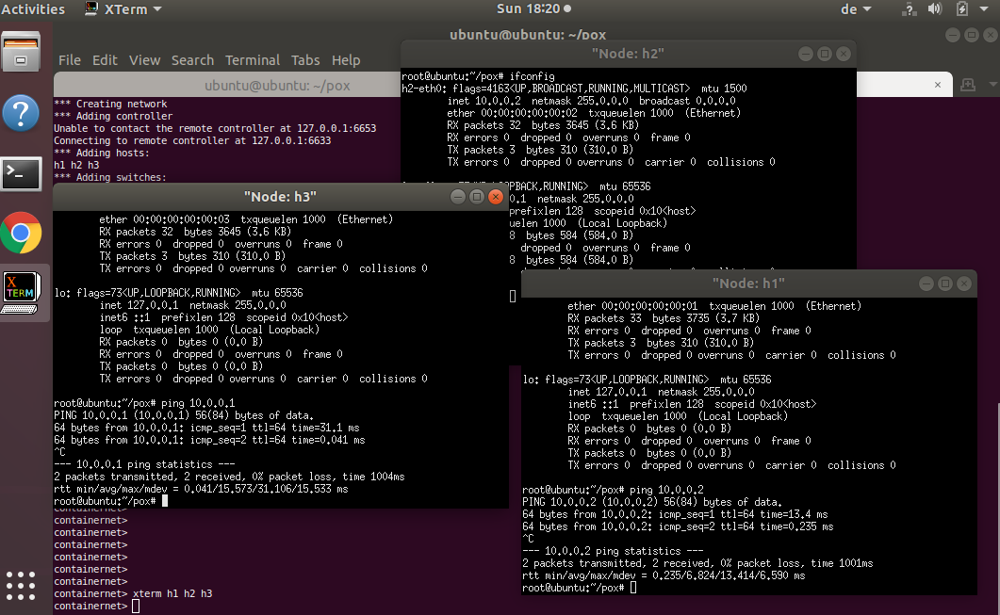 Activities
XTerm
Sun 18:20
de
ubuntu@ubuntu: ~/pox
File Edit View Search Terminal Tabs Help
ubuntu@ubuntu: ~/pox
*** Creating network
*** Adding controller
Unable to contact the remote controller at 127.0.0.1:6653
Connecting to remote controller at 127.0.0.1:6633
*** Adding hosts:
h1 h2 h3
*** Adding switches:
"Node: h2"
root@ubuntu:~/pox# ifconfig
h2-eth0: flags=4163<UP,BROADCAST,RUNNING,MULTICAST> mtu 1500
inet 10.0.0.2 netmask 255.0.0.0 broadcast 0.0.0.0
ether 00:00:00:00:00:02 txqueuelen 1000 (Ethernet)
RX packets 32 bytes 3645 (3.6 KB)
RX errors 0 dropped 0 overruns 0 frame 0
TX packets 3 bytes 310 (310.0 B)
TX errors 0 dropped 0 overruns 0 carrier 0 collisions 0
PBACK,RUNNING> mtu 65536
0.1 netmask 255.0.0.0
prefixlen 128 scopeid 0x10<host>
uelen 1000 (Local Loopback)
8 bytes 584 (584.0 B)
dropped 0 overruns 0 frame 0
8 bytes 584 (584.0 B)
"Node: h3"
ether 00:00:00:00:00:03 txqueuelen 1000 (Ethernet)
RX packets 32 bytes 3645 (3.6 KB)
RX errors 0 dropped 0 overruns 0 frame 0
TX packets 3 bytes 310 (310.0 B)
TX errors 0 dropped 0 overruns 0 carrier 0 collisions 0
lo: flags=73<UP,LOOPBACK,RUNNING> mtu 65536
inet 127.0.0.1 netmask 255.0.0.0
inet6 ::1 prefixlen 128 scopeid 0x10<host>
loop txqueuelen 1000 (Local Loopback)
RX packets 0 bytes 0 (0.0 B)
RX errors 0 dropped 0 overruns 0 frame 0
TX packets 0 bytes 0 (0.0 B)
TX errors 0 dropped 0 overruns 0 carrier 0 collisions 0
root@ubuntu:~/pox# ping 10.0.0.1
PING 10.0.0.1 (10.0.0.1) 56(84) bytes of data.
64 bytes from 10.0.0.1: icmp_seq=1 ttl=64 time=31.1 ms
64 bytes from 10.0.0.1: icmp_seq=2 ttl=64 time=0.041 ms
^C
--- 10.0.0.1 ping statistics ---
2 packets transmitted, 2 received, 0% packet loss, time 1004ms
rtt min/avg/max/mdev = 0.041/15.573/31.106/15.533 ms
root@ubuntu:~/pox#
"Node: h1"
ether 00:00:00:00:00:01 txqueuelen 1000 (Ethernet)
RX packets 33 bytes 3735 (3.7 KB)
RX errors 0 dropped 0 overruns 0 frame 0
TX packets 3 bytes 310 (310.0 B)
TX errors 0 dropped 0 overruns 0 carrier 0 collisions 0
lo: flags=73<UP,LOOPBACK,RUNNING> mtu 65536
inet 127.0.0.1 netmask 255.0.0.0
inet6 ::1 prefixlen 128 scopeid 0x10<host>
loop txqueuelen 1000 (Local Loopback)
RX packets 0 bytes 0 (0.0 B)
RX errors 0 dropped 0 overruns 0 frame 0
TX packets 0 bytes 0 (0.0 B)
TX errors 0 dropped 0 overruns 0 carrier 0 collisions 0
root@ubuntu:~/pox# ping 10.0.0.2
PING 10.0.0.2 (10.0.0.2) 56(84) bytes of data.
64 bytes from 10.0.0.2: icmp_seq=1 ttl=64 time=13.4 ms
64 bytes from 10.0.0.2: icmp_seq=2 ttl=64 time=0.235 ms
^C
--- 10.0.0.2 ping statistics ---
2 packets transmitted, 2 received, 0% packet loss, time 1001ms
rtt min/avg/max/mdev = 0.235/6.824/13.414/6.590 ms
root@ubuntu:~/pox#
containernet>
containernet>
containernet>
containernet>
containernet>
containernet>
containernet>
containernet> xterm h1 h2 h3
containernet>
X
TERM